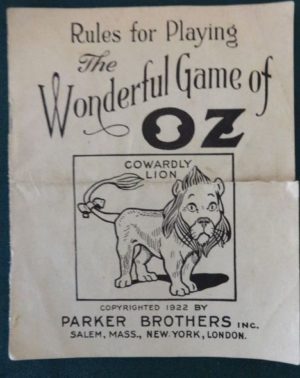 Rules for Playing
The
Wonderful Game of
OZ
COWARDLY
LION
COPYRIGHTED 1922 BY
PARKER BROTHERS INC.
SALEM, MASS., NEW YORK, LONDON.